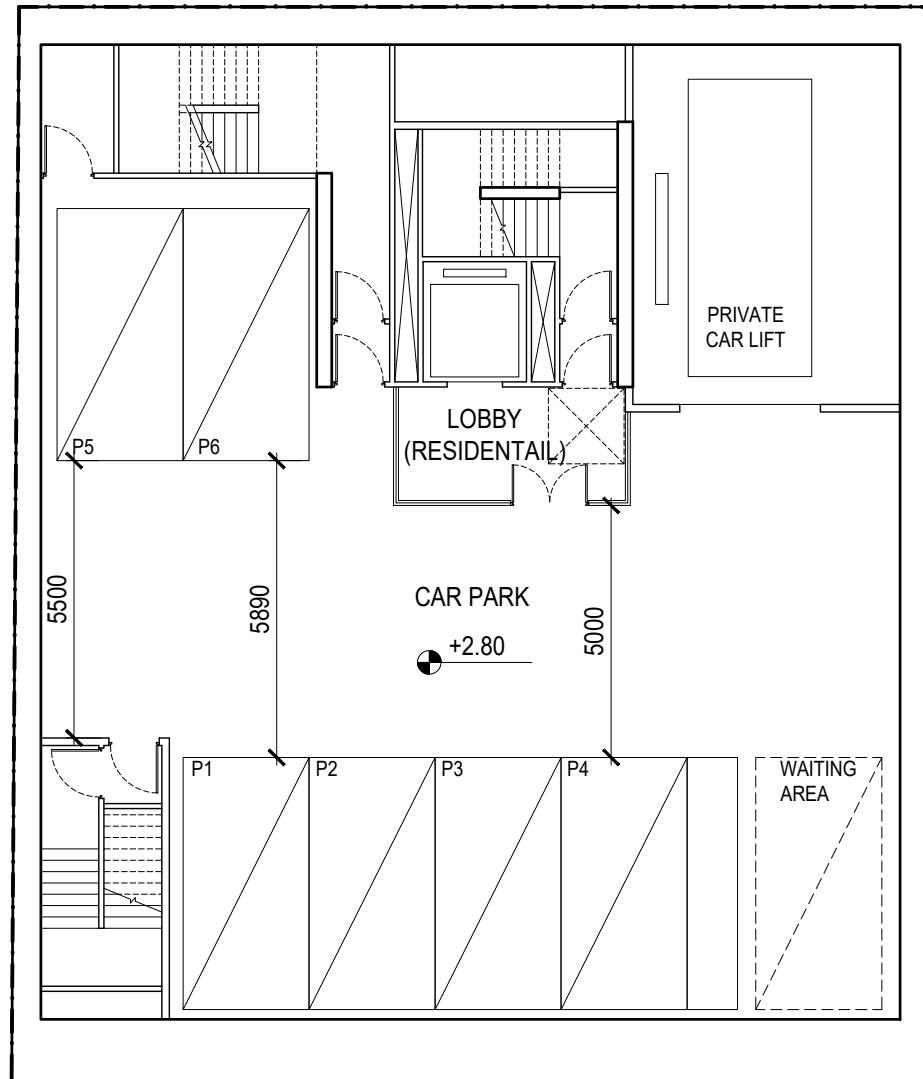 PRIVATE
CAR LIFT
LOBBY
(RESIDENTAIL)
P5
P6
5500
5890
CAR PARK
+2.80
5000
P1
P2
P3
P4
WAITING
AREA